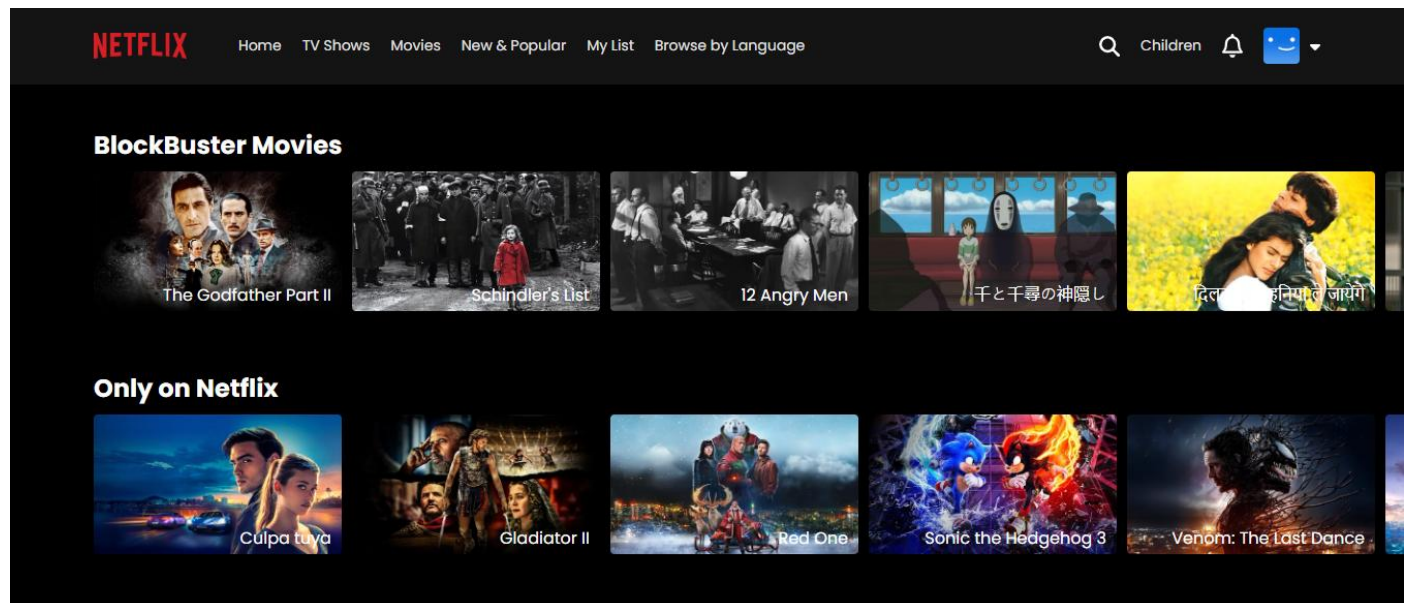 NETFLIX Home TV Shows Movies New & Popular My List Browse by Language Children
BlockBuster Movies
The Godfather Part II
Schindler's List
12 Angry Men
千と千尋の神隠し
ले जायेंगे
Only on Netflix
Culpa tuya
Gladiator II
Red One
Sonic the Hedgehog 3
Venom: The Last Dance